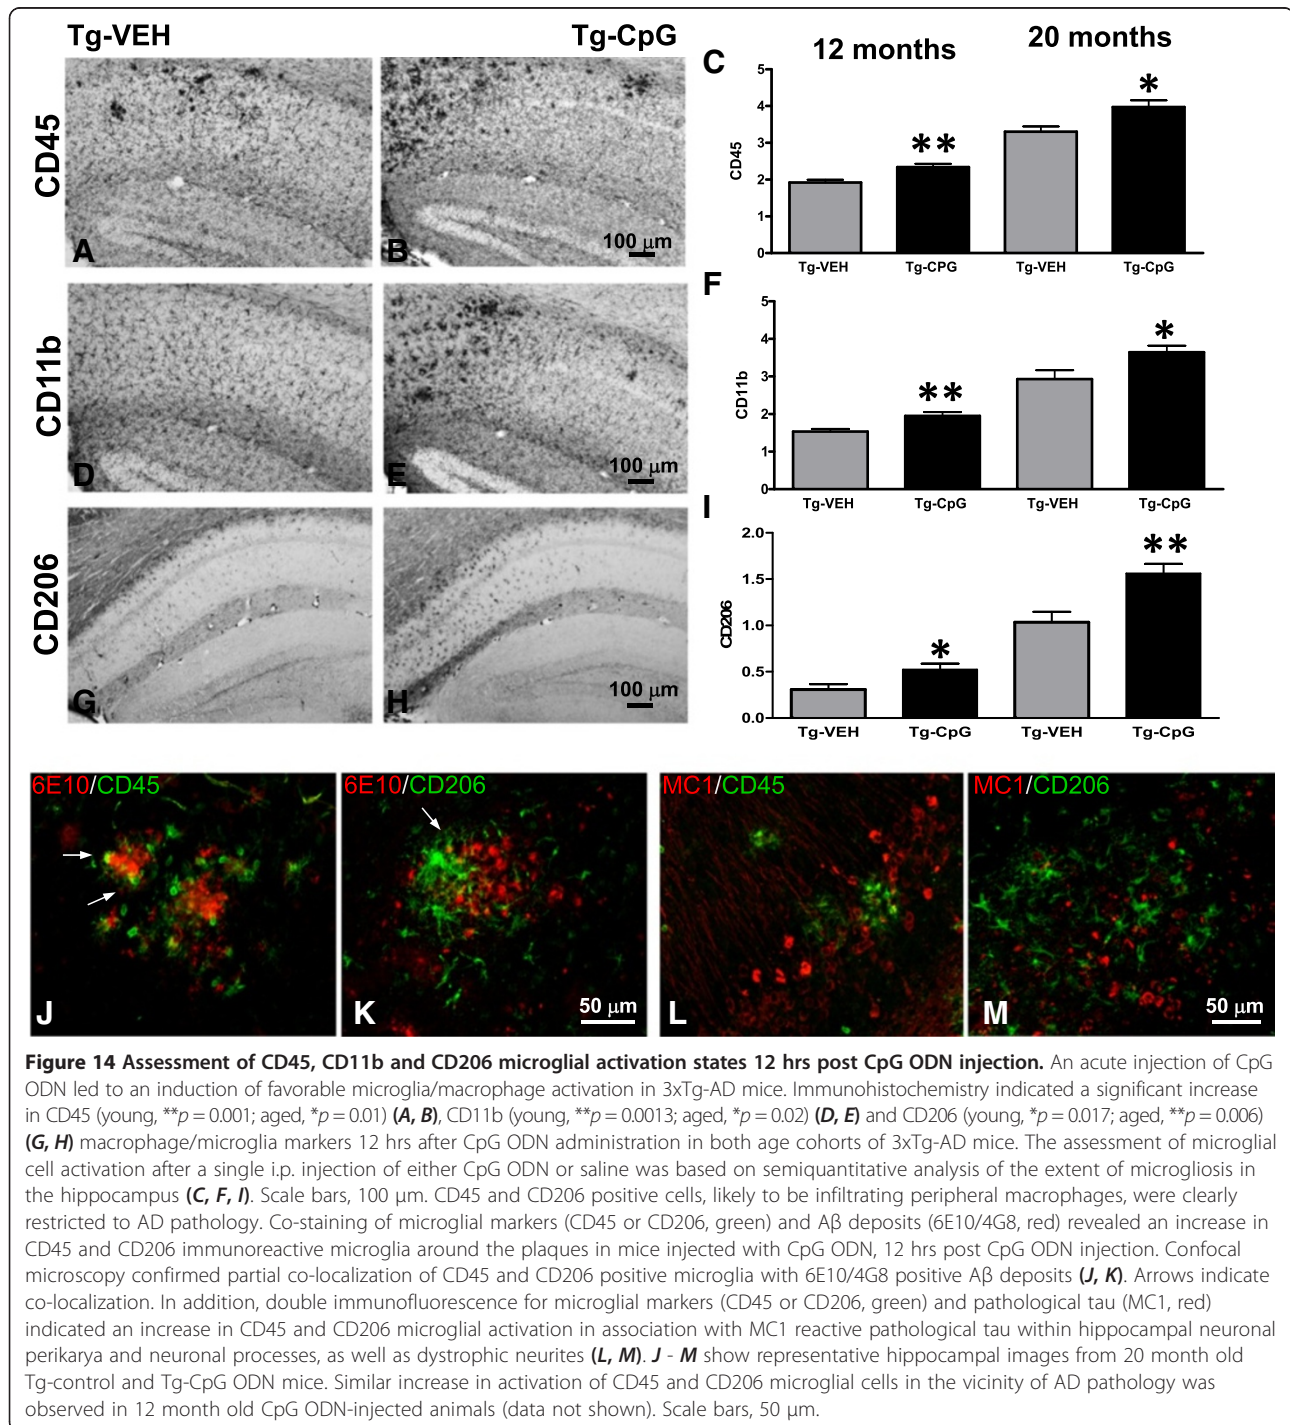 Tg-VEH
Tg-CpG
CD45
A
B
100 µm
CD11b
D
E
100 µm
CD206
G
H
100 µm
12 months
20 months
C
CD45
5
4
3
2
1
0
**
*
Tg-VEH
Tg-CPG
Tg-VEH
Tg-CpG
F
CD11b
5
4
3
2
1
0
**
*
Tg-VEH
Tg-CpG
Tg-VEH
Tg-CpG
I
CD206
2.0
1.5
1.0
0.5
0.0
*
**
Tg-VEH
Tg-CpG
Tg-VEH
Tg-CpG
6E10/CD45
J
6E10/CD206
K
50 µm
MC1/CD45
L
MC1/CD206
M
50 µm
Figure 14 Assessment of CD45, CD11b and CD206 microglial activation states 12 hrs post CpG ODN injection. An acute injection of CpG
ODN led to an induction of favorable microglia/macrophage activation in 3xTg-AD mice. Immunohistochemistry indicated a significant increase
in CD45 (young, **p = 0.001; aged, *p = 0.01) (A, B), CD11b (young, **p = 0.0013; aged, *p = 0.02) (D, E) and CD206 (young, *p = 0.017; aged, **p = 0.006)
(G, H) macrophage/microglia markers 12 hrs after CpG ODN administration in both age cohorts of 3xTg-AD mice. The assessment of microglial
cell activation after a single i.p. injection of either CpG ODN or saline was based on semiquantitative analysis of the extent of microgliosis in
the hippocampus (C, F, I). Scale bars, 100 µm. CD45 and CD206 positive cells, likely to be infiltrating peripheral macrophages, were clearly
restricted to AD pathology. Co-staining of microglial markers (CD45 or CD206, green) and Aβ deposits (6E10/4G8, red) revealed an increase in
CD45 and CD206 immunoreactive microglia around the plaques in mice injected with CpG ODN, 12 hrs post CpG ODN injection. Confocal
microscopy confirmed partial co-localization of CD45 and CD206 positive microglia with 6E10/4G8 positive Aβ deposits (J, K). Arrows indicate
co-localization. In addition, double immunofluorescence for microglial markers (CD45 or CD206, green) and pathological tau (MC1, red)
indicated an increase in CD45 and CD206 microglial activation in association with MC1 reactive pathological tau within hippocampal neuronal
perikarya and neuronal processes, as well as dystrophic neurites (L, M). J - M show representative hippocampal images from 20 month old
Tg-control and Tg-CpG ODN mice. Similar increase in activation of CD45 and CD206 microglial cells in the vicinity of AD pathology was
observed in 12 month old CpG ODN-injected animals (data not shown). Scale bars, 50 µm.